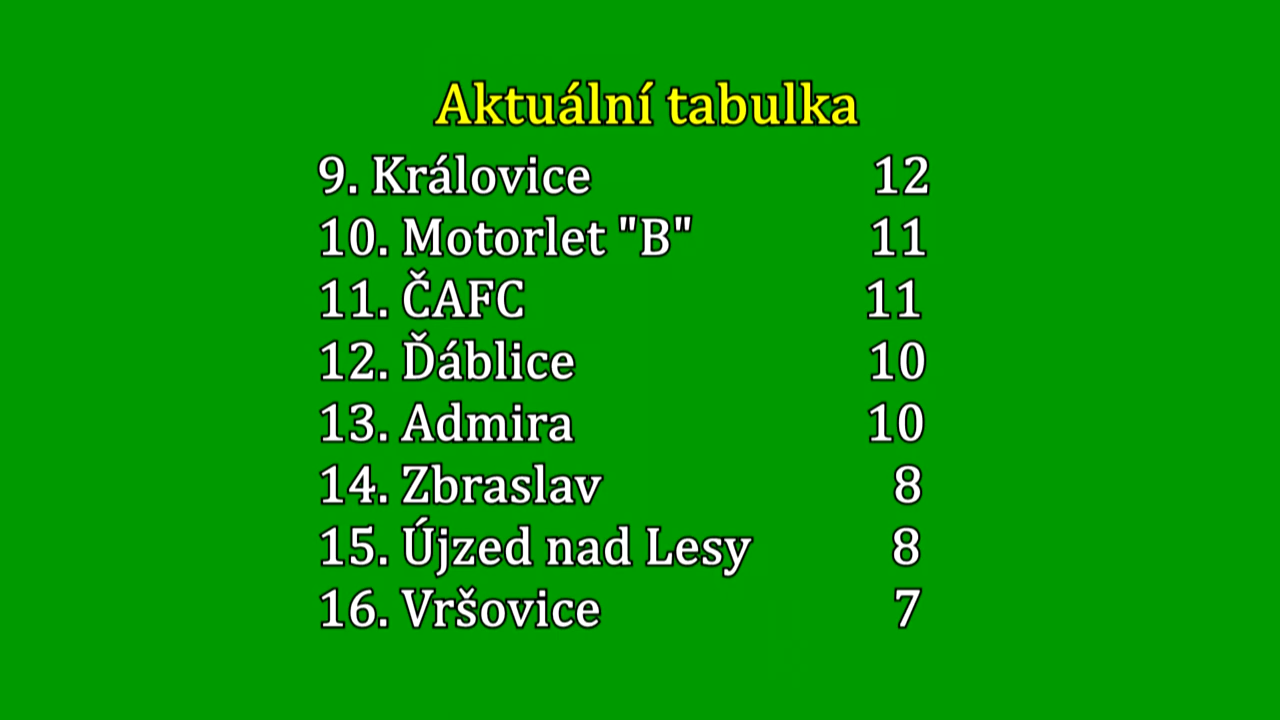 Aktuální tabulka
9. Královice 12
10. Motorlet "B" 11
11. ČAFC 11
12. Ďáblice 10
13. Admira 10
14. Zbraslav 8
15. Újzed nad Lesy 8
16. Vršovice 7